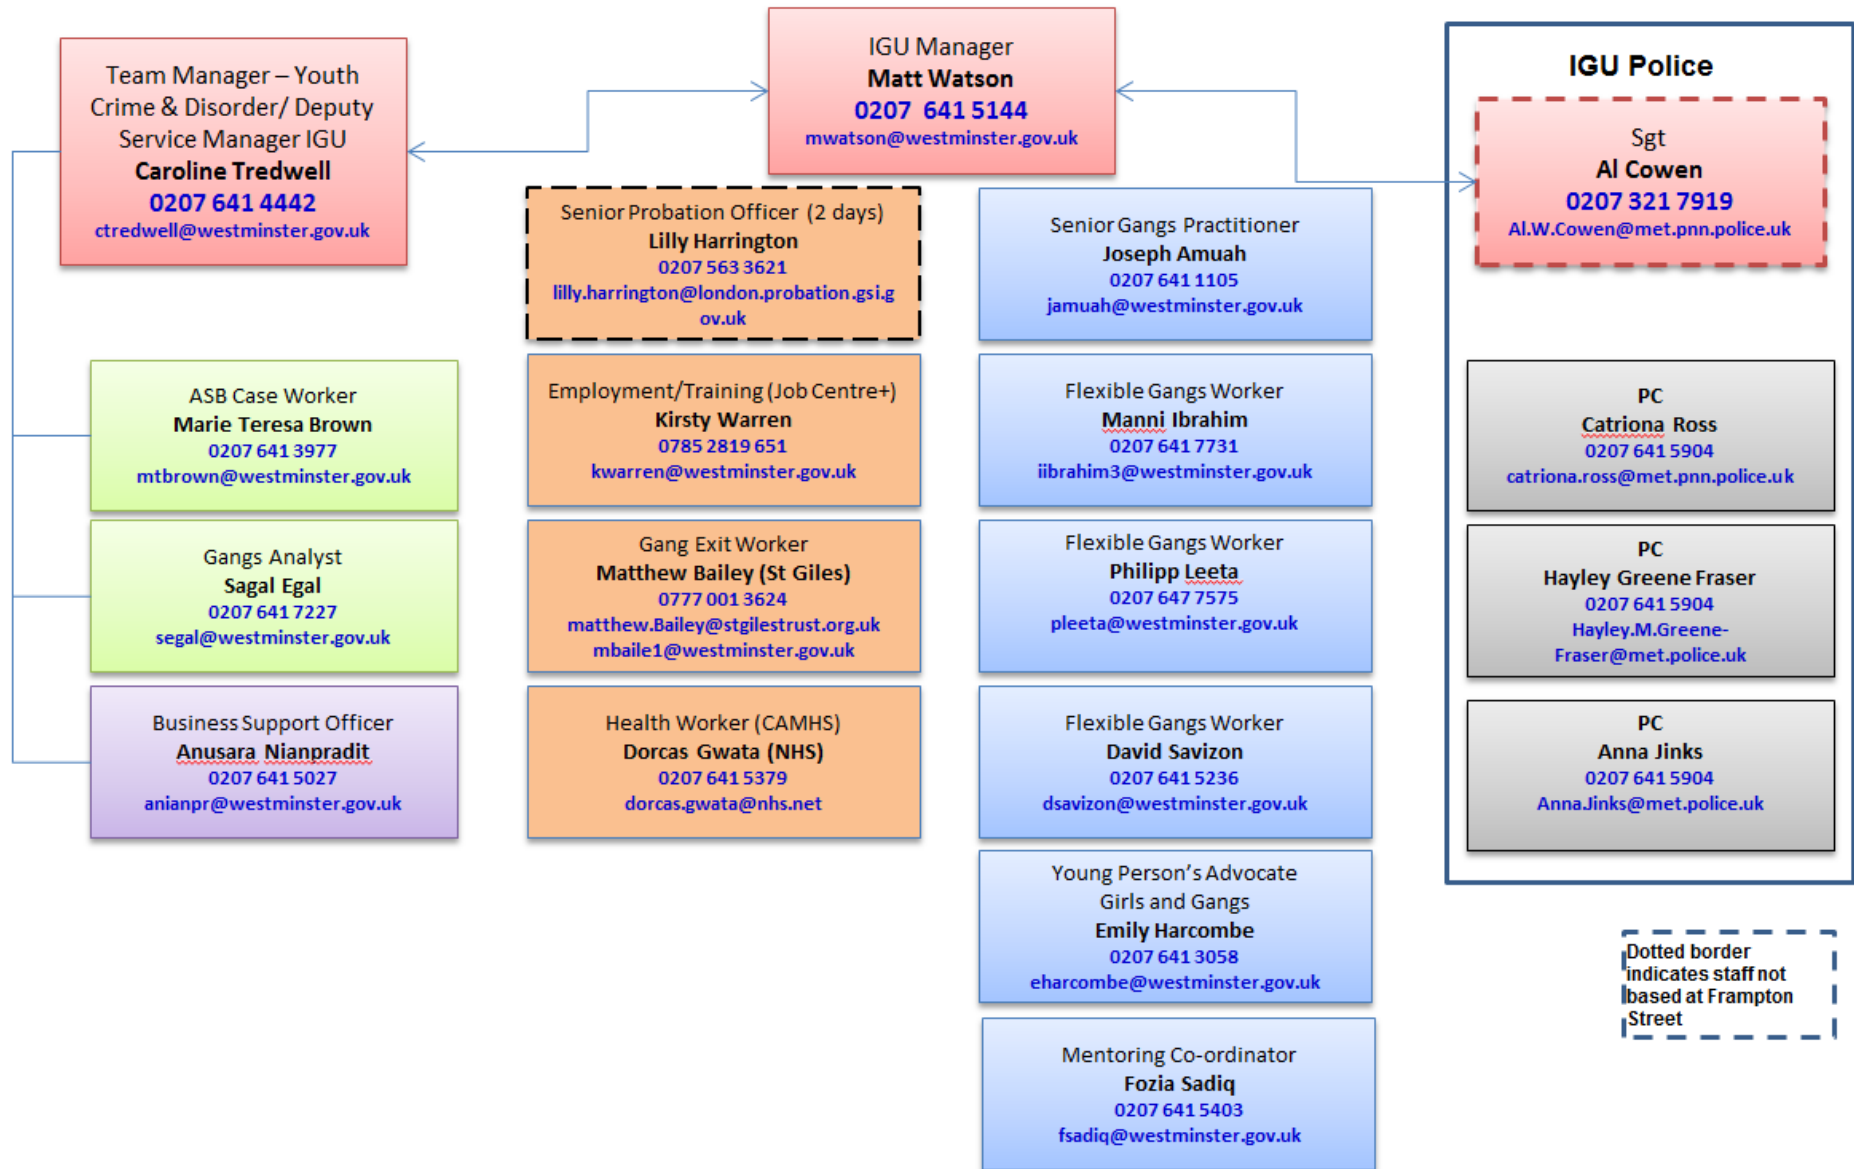 Team Manager – Youth
Crime & Disorder/ Deputy
Service Manager IGU
Caroline Tredwell
0207 641 4442
ctredwell@westminster.gov.uk
IGU Manager
Matt Watson
0207 641 5144
mwatson@westminster.gov.uk
IGU Police
Sgt
Al Cowen
0207 321 7919
Al.W.Cowen@met.pnn.police.uk
ASB Case Worker
Marie Teresa Brown
0207 641 3977
mtbrown@westminster.gov.uk
Gangs Analyst
Sagal Egal
0207 641 7227
segal@westminster.gov.uk
Business Support Officer
Anusara Nianpradit
0207 641 5027
anianpr@westminster.gov.uk
Senior Probation Officer (2 days)
Lilly Harrington
0207 563 3621
lilly.harrington@london.probation.gsi.g
ov.uk
Employment/Training (Job Centre+)
Kirsty Warren
0785 2819 651
kwarren@westminster.gov.uk
Gang Exit Worker
Matthew Bailey (St Giles)
0777 001 3624
matthew.Bailey@stgilestrust.org.uk
mbaile1@westminster.gov.uk
Health Worker (CAMHS)
Dorcas Gwata (NHS)
0207 641 5379
dorcas.gwata@nhs.net
Senior Gangs Practitioner
Joseph Amuah
0207 641 1105
jamuah@westminster.gov.uk
Flexible Gangs Worker
Manni Ibrahim
0207 641 7731
iibrahim3@westminster.gov.uk
Flexible Gangs Worker
Philipp Leeta
0207 647 7575
pleeta@westminster.gov.uk
Flexible Gangs Worker
David Savizon
0207 641 5236
dsavizon@westminster.gov.uk
Young Person's Advocate
Girls and Gangs
Emily Harcombe
0207 641 3058
eharcombe@westminster.gov.uk
Mentoring Co-ordinator
Fozia Sadiq
0207 641 5403
fsadiq@westminster.gov.uk
PC
Catriona Ross
0207 641 5904
catriona.ross@met.pnn.police.uk
PC
Hayley Greene Fraser
0207 641 5904
Hayley.M.Greene-
Fraser@met.police.uk
PC
Anna Jinks
0207 641 5904
Anna.Jinks@met.police.uk
Dotted border
indicates staff not
based at Frampton
Street